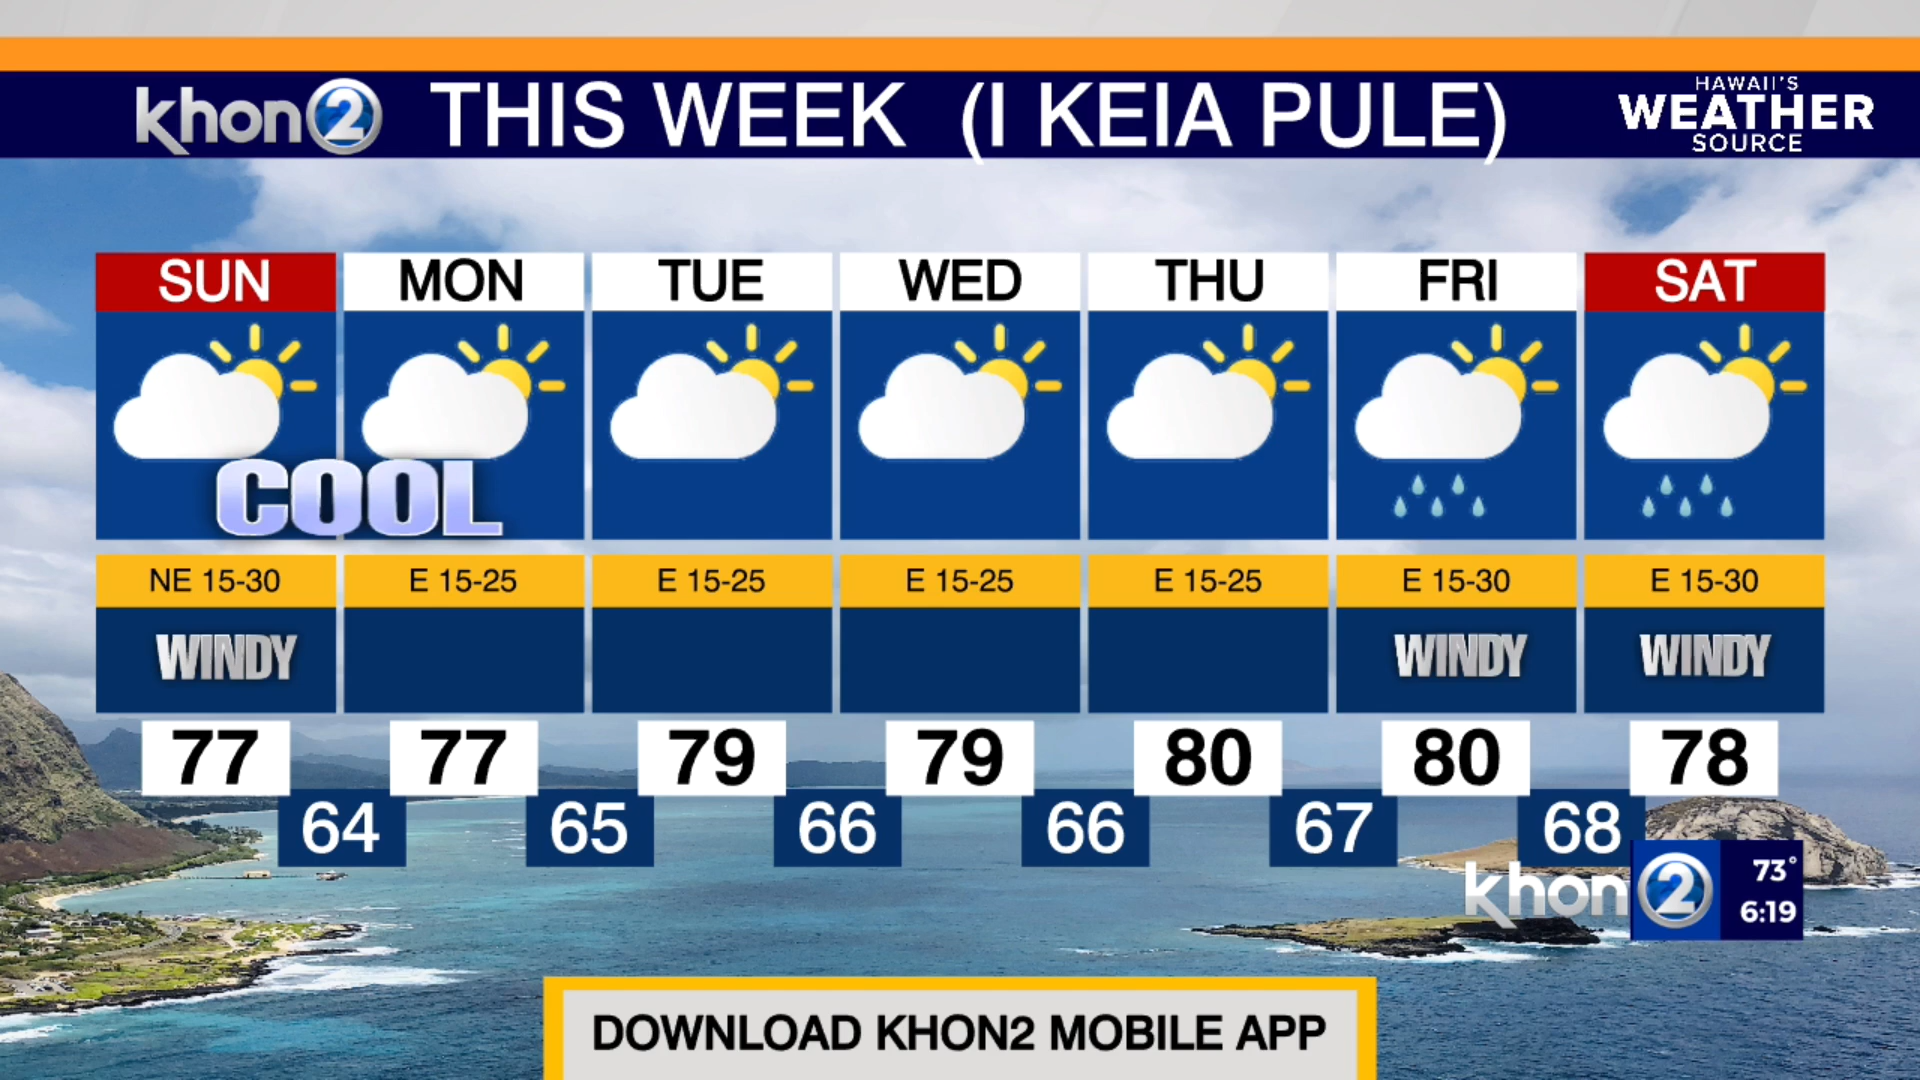 khon2 THIS WEEK (I KEIA PULE)
HAWAII'S
WEATHER
SOURCE
SUN MON TUE WED THU FRI SAT
COOL
NE 15-30 E 15-25 E 15-25 E 15-25 E 15-25 E 15-30 E 15-30
WINDY WINDY WINDY
77 77 79 79 80 80 78
64 65 66 66 67 68
khon2 73°
6:19
DOWNLOAD KHON2 MOBILE APP